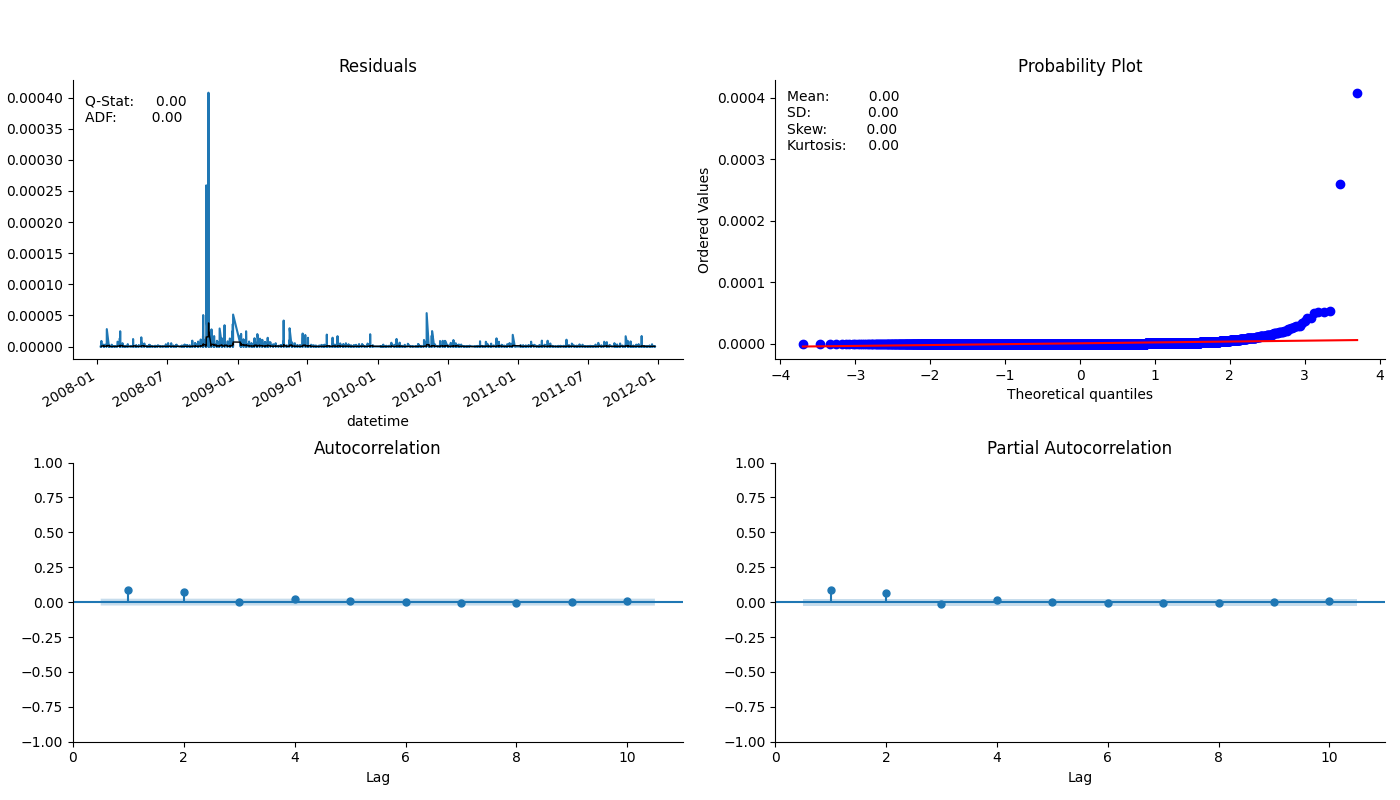 Residuals
Q-Stat: 0.00
ADF: 0.00
0.00040
0.00035
0.00030
0.00025
0.00020
0.00015
0.00010
0.00005
0.00000
2008-01 2008-07 2009-01 2009-07 2010-01 2010-07 2011-01 2011-07 2012-01
datetime
Probability Plot
Mean: 0.00
SD: 0.00
Skew: 0.00
Kurtosis: 0.00
Ordered Values
0.0004
0.0003
0.0002
0.0001
0.0000
−4 −3 −2 −1 0 1 2 3 4
Theoretical quantiles
Autocorrelation
1.00
0.75
0.50
0.25
0.00
−0.25
−0.50
−0.75
−1.00
0 2 4 6 8 10
Lag
Partial Autocorrelation
1.00
0.75
0.50
0.25
0.00
−0.25
−0.50
−0.75
−1.00
0 2 4 6 8 10
Lag